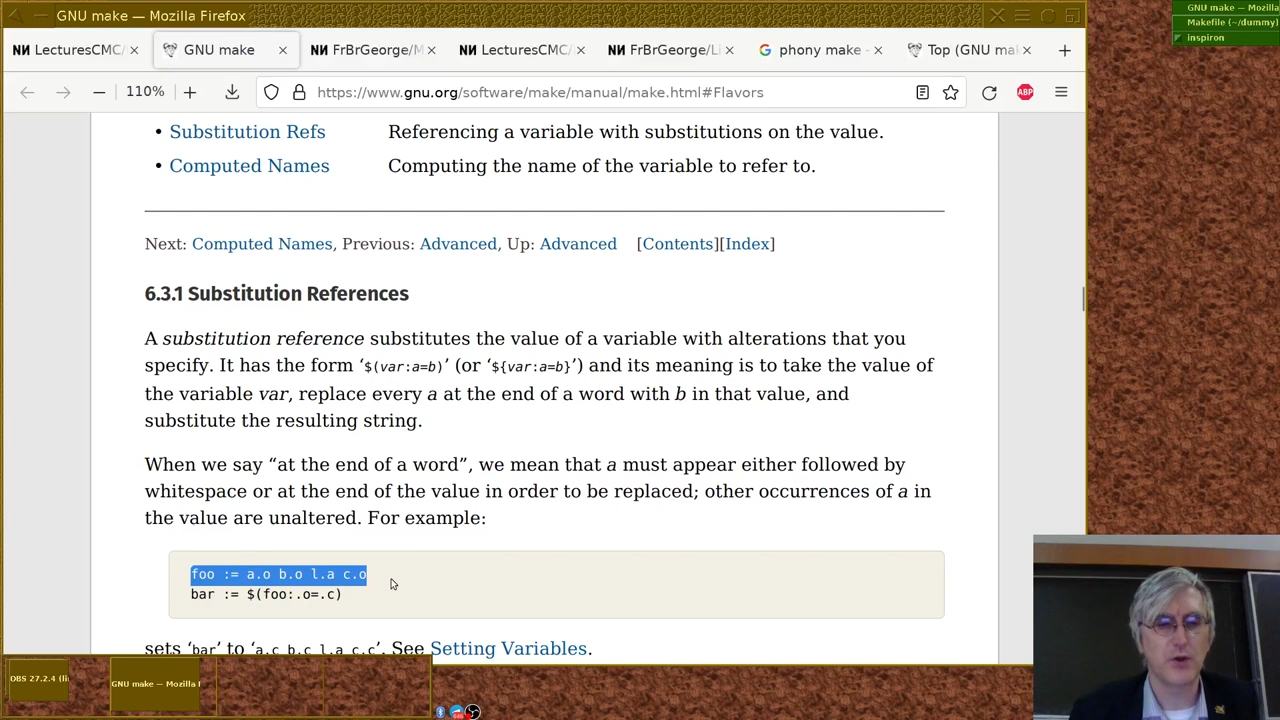 GNU make — Mozilla Firefox
GNU make — Mozilla
Makefile (~/dummy)
inspiron
LecturesCMC/
GNU make
FrBrGeorge/M
LecturesCMC/
FrBrGeorge/Li
phony make -
Top (GNU ma
110%
https://www.gnu.org/software/make/manual/make.html#Flavors
ABP
• Substitution Refs Referencing a variable with substitutions on the value.
• Computed Names Computing the name of the variable to refer to.
Next: Computed Names, Previous: Advanced, Up: Advanced [Contents][Index]
6.3.1 Substitution References
A substitution reference substitutes the value of a variable with alterations that you
specify. It has the form ‘$(var:a=b)’ (or ‘${var:a=b}’) and its meaning is to take the value of
the variable var, replace every a at the end of a word with b in that value, and
substitute the resulting string.
When we say “at the end of a word”, we mean that a must appear either followed by
whitespace or at the end of the value in order to be replaced; other occurrences of a in
the value are unaltered. For example:
foo := a.o b.o l.a c.o
bar := $(foo:.o=.c)
sets ‘bar’ to ‘a.c b.c l.a c.c’. See Setting Variables.
OBS 27.2.4 (li
GNU make — Mozilla